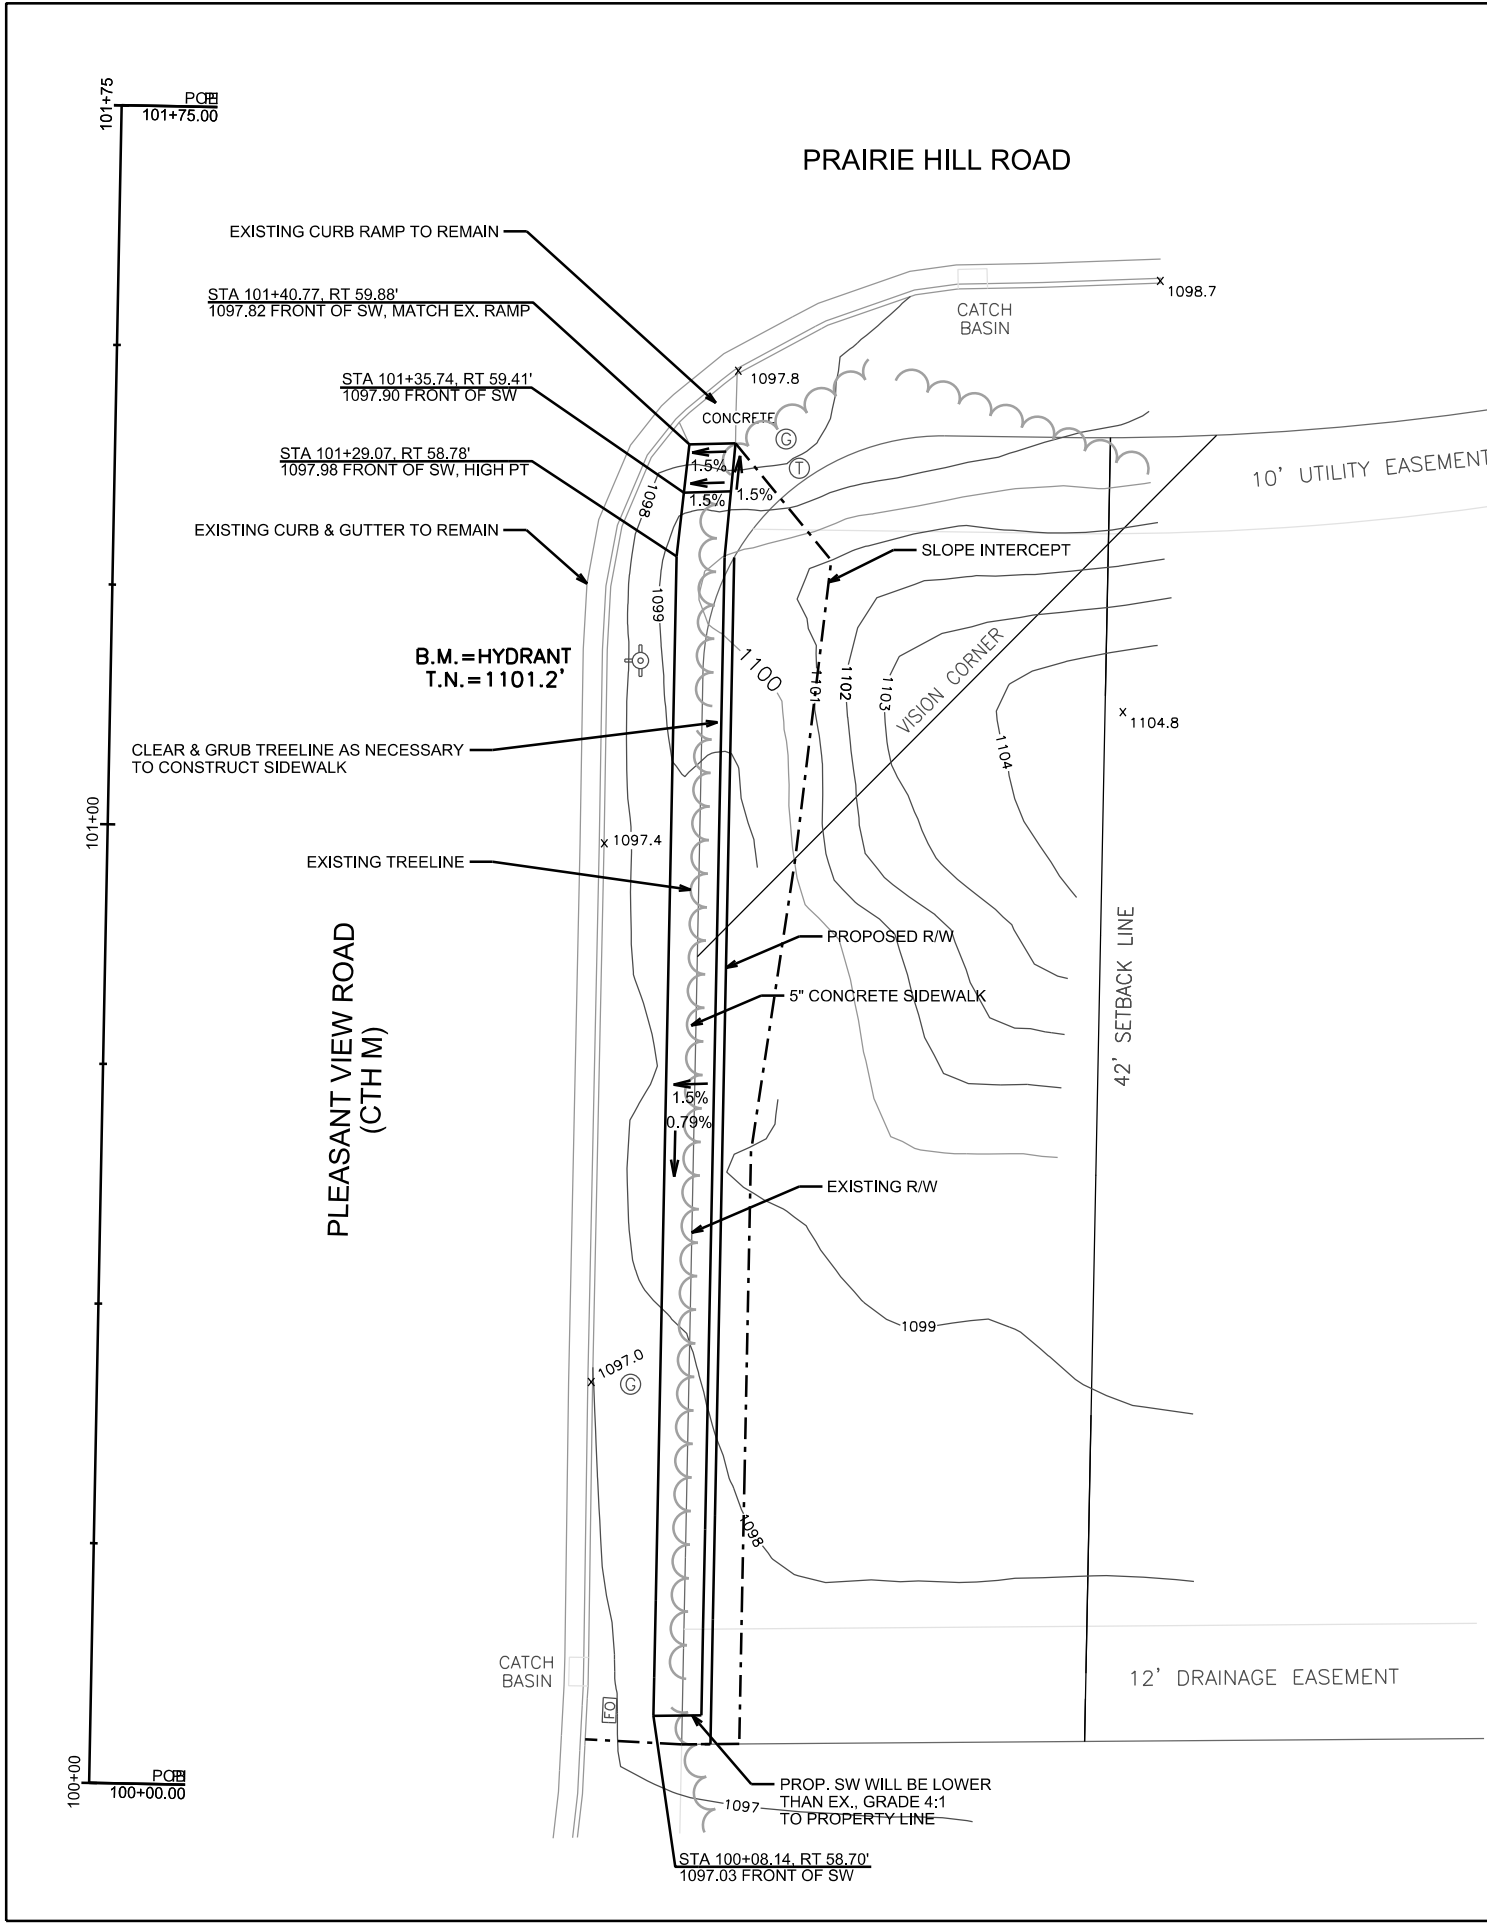 101+75
101+75.00
PRAIRIE HILL ROAD
EXISTING CURB RAMP TO REMAIN
1098.7
STA 101+40.77, RT 59.88'
1097.82 FRONT OF SW, MATCH EX. RAMP
CATCH
BASIN
STA 101+35.74, RT 59.41'
1097.90 FRONT OF SW
1097.8
CONCRETE
G
STA 101+29.07, RT 58.78'
1097.98 FRONT OF SW, HIGH PT
1.5%
T
10' UTILITY EASEMENT
1.5%
1.5%
1098
EXISTING CURB & GUTTER TO REMAIN
SLOPE INTERCEPT
1099
B.M.=HYDRANT
T.N.=1101.2'
1100
1101
1102
1103
VISION CORNER
1104.8
1104
CLEAR & GRUB TREELINE AS NECESSARY
TO CONSTRUCT SIDEWALK
101+00
1097.4
EXISTING TREELINE
PROPOSED R/W
5" CONCRETE SIDEWALK
42' SETBACK LINE
PLEASANT VIEW ROAD
(CTH M)
1.5%
0.79%
EXISTING R/W
1099
1097.0
G
1098
CATCH
BASIN
12' DRAINAGE EASEMENT
FO
100+00
100+00.00
PROP. SW WILL BE LOWER
THAN EX., GRADE 4:1
TO PROPERTY LINE
1097
STA 100+08.14, RT 58.70'
1097.03 FRONT OF SW